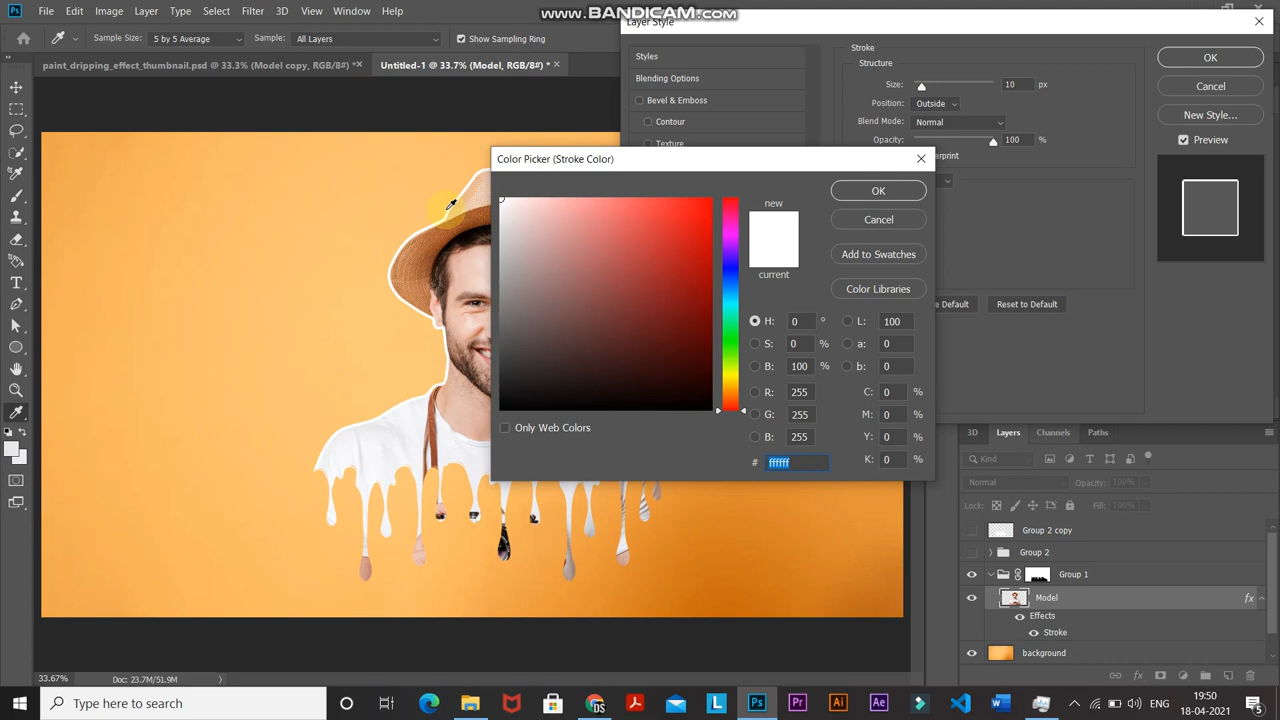 www.BANDICAM.com
Ps File Edit Image Layer Type Select Filter 3D View Plug
Window Help
Layer Style
Sample Size: 5 by 5 Average Sample: All Layers Show Sampling Ring
paint_dripping_effect_thumbnail.psd @ 33.3% (Model copy, RGB/8#) * × Untitled-1 @ 33.7% (Model, RGB/8#) * ×
Styles
Blending Options
Bevel & Emboss
Contour
Texture
Stroke
Structure
Size: 10 px
Position: Outside
Blend Mode: Normal
Opacity: 100 %
OK
Cancel
New Style...
Preview
Reset to Default
Color Picker (Stroke Color)
new
current
OK
Cancel
Add to Swatches
Color Libraries
H: 0 ° L: 100
S: 0 % a: 0
B: 100 % b: 0
R: 255 C: 0 %
G: 255 M: 0 %
B: 255 Y: 0 %
# ffffff K: 0 %
Only Web Colors
3D Layers Channels Paths
Kind
Normal Opacity: 100%
Lock: Fill: 100%
Group 2 copy
Group 2
Group 1
Model fx
Effects
Stroke
background
33.67% Doc: 23.7M/51.9M
Type here to search
ENG
19:50
18-04-2021
5